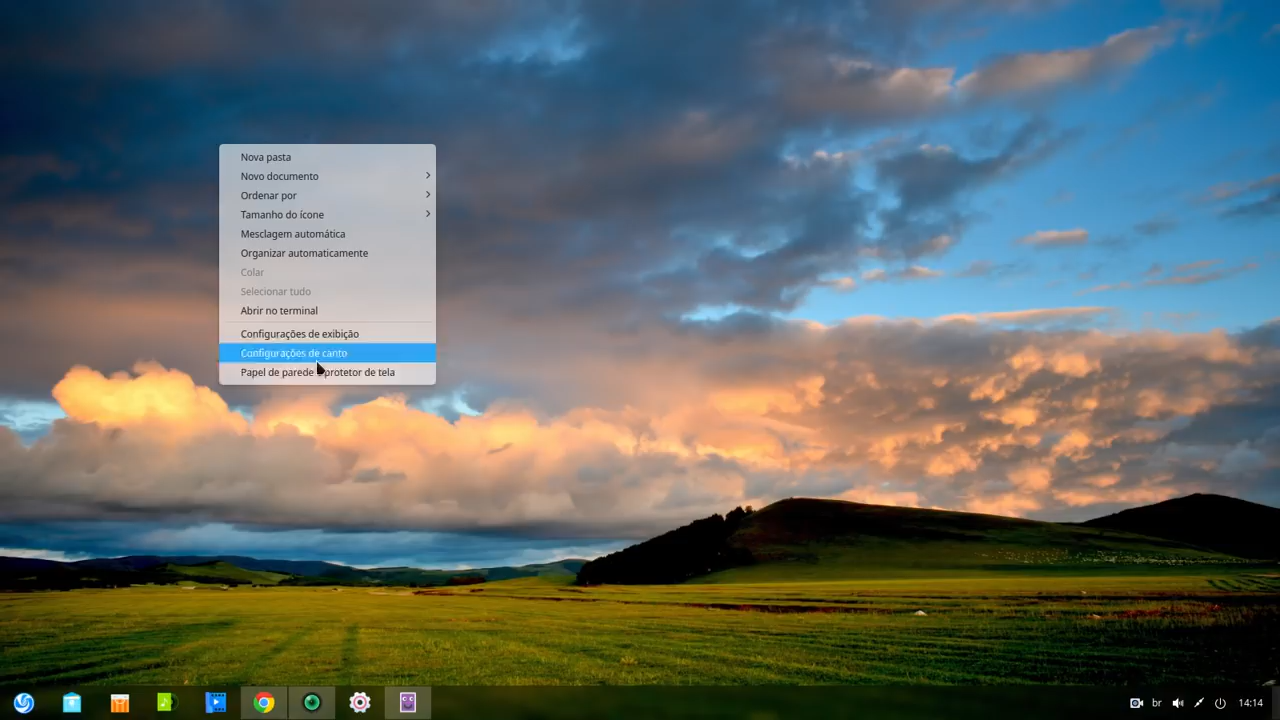 Nova pasta
Novo documento
Ordenar por
Tamanho do ícone
Mesclagem automática
Organizar automaticamente
Colar
Selecionar tudo
Abrir no terminal
Configurações de exibição
Configurações de canto
Papel de parede protetor de tela
br 14:14